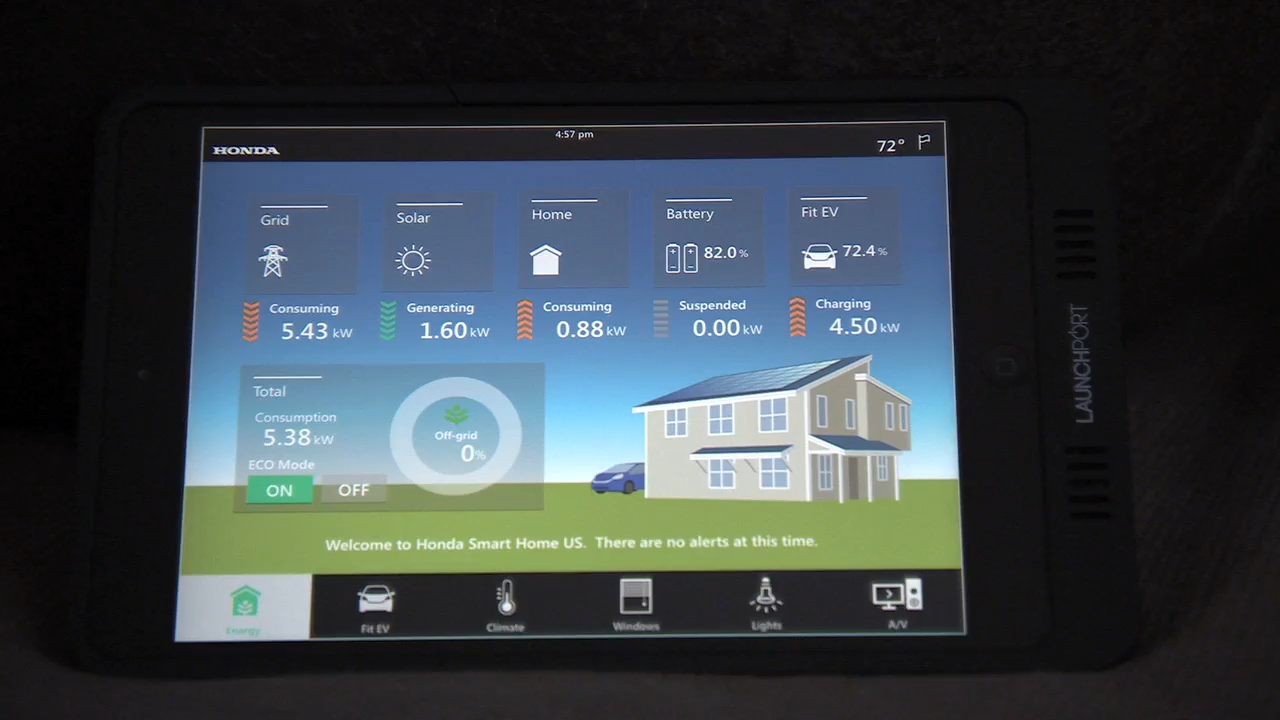 4:57 pm
HONDA
72°
Grid
Solar
Home
Battery
82.0%
Fit EV
72.4%
Consuming
5.43 kW
Generating
1.60 kW
Consuming
0.88 kW
Suspended
0.00 kW
Charging
4.50 kW
Total
Consumption
5.38 kW
ECO Mode
ON OFF
Off-grid
0%
Welcome to Honda Smart Home US. There are no alerts at this time.
Energy
Fit EV
Climate
Windows
Lights
A/V
LAUNCHPORT